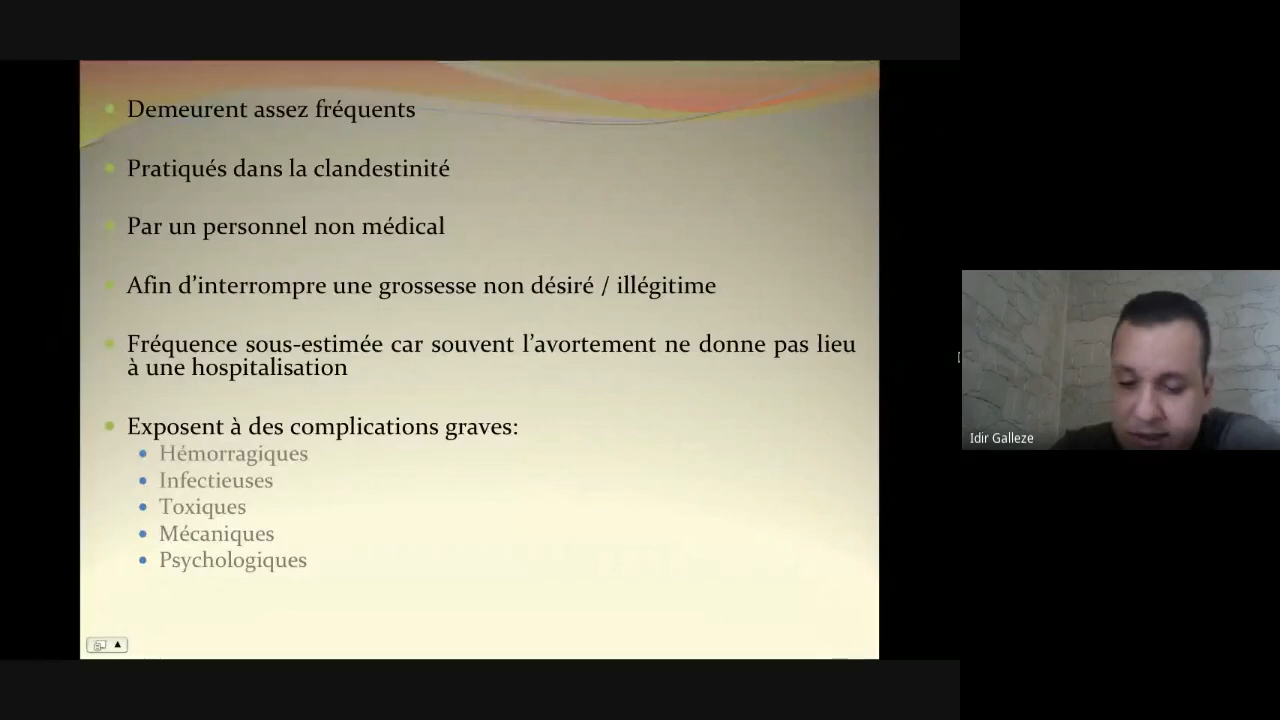 Demeurent assez fréquents
Pratiqués dans la clandestinité
Par un personnel non médical
Afin d’interrompre une grossesse non désiré / illégitime
Fréquence sous-estimée car souvent l’avortement ne donne pas lieu
à une hospitalisation
Exposent à des complications graves:
Hémorragiques
Infectieuses
Toxiques
Mécaniques
Psychologiques
Idir Galleze